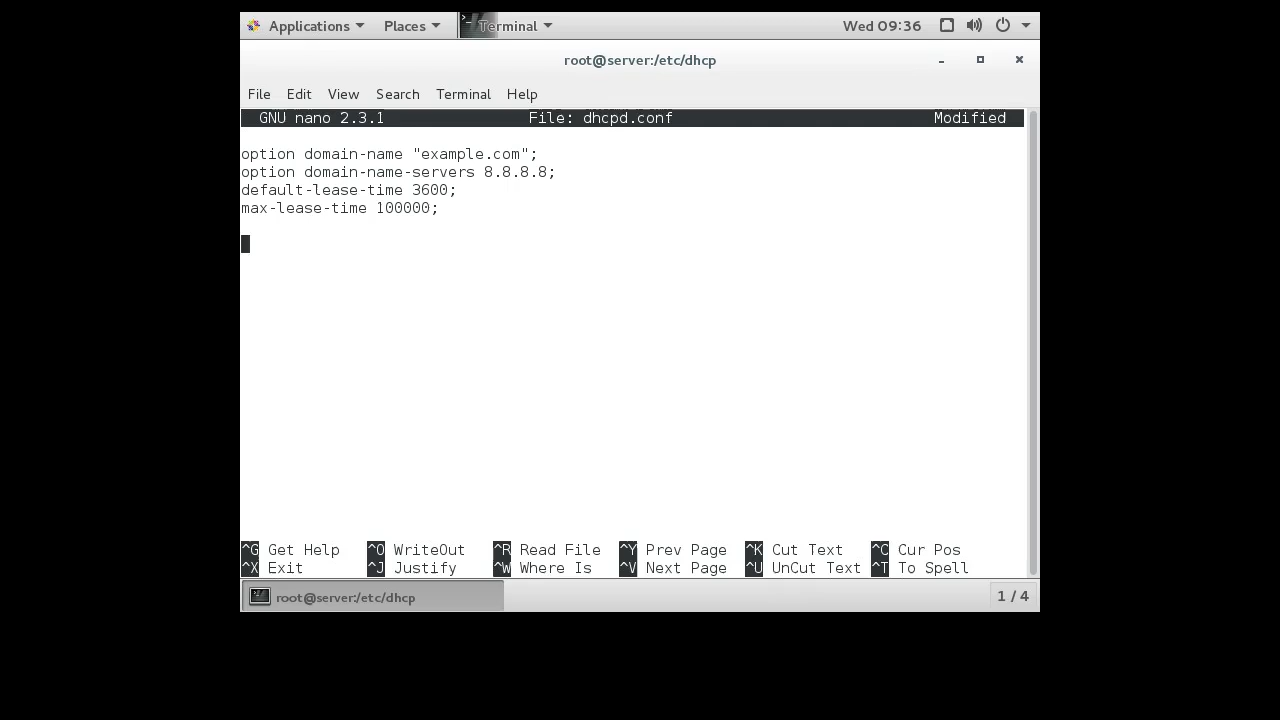 Applications Places Terminal Wed 09:36
root@server:/etc/dhcp
File Edit View Search Terminal Help
GNU nano 2.3.1 File: dhcpd.conf Modified
option domain-name "example.com";
option domain-name-servers 8.8.8.8;
default-lease-time 3600;
max-lease-time 100000;
^G Get Help ^O WriteOut ^R Read File ^Y Prev Page ^K Cut Text ^C Cur Pos
^X Exit ^J Justify ^W Where Is ^V Next Page ^U UnCut Text ^T To Spell
root@server:/etc/dhcp 1 / 4